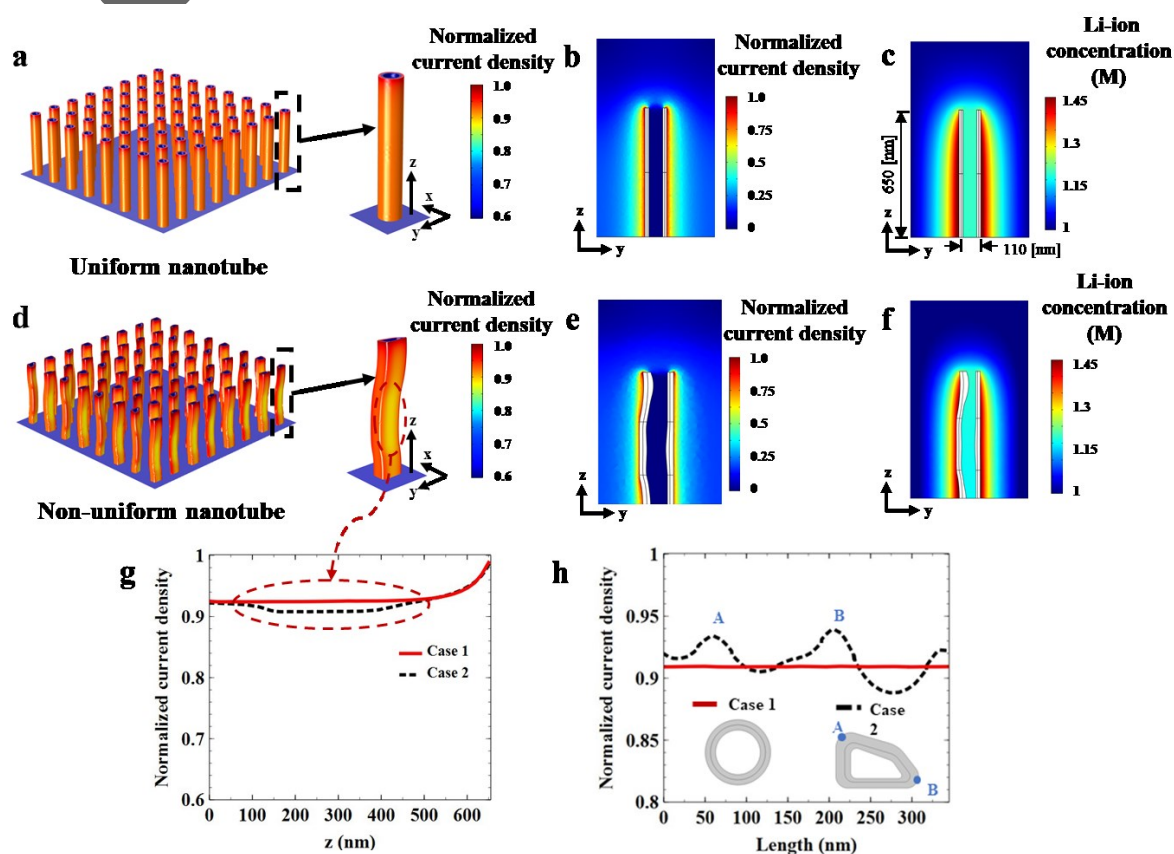 a
Normalized
current density
1.0
0.9
0.8
0.7
0.6
z
x
y
Uniform nanotube
b
Normalized
current density
1.0
0.75
0.5
0.25
0
z
y
c
Li-ion
concentration
(M)
1.45
1.3
1.15
1
650 [nm]
z
y
110 [nm]
d
Normalized
current density
1.0
0.9
0.8
0.7
0.6
z
x
y
Non-uniform nanotube
e
Normalized
current density
1.0
0.75
0.5
0.25
0
z
y
f
Li-ion
concentration
(M)
1.45
1.3
1.15
1
z
y
g
Normalized current density
1
0.9
0.8
0.7
0.6
Case 1
Case 2
0 100 200 300 400 500 600
z (nm)
h
Normalized current density
1
0.95
0.9
0.85
0.8
A
B
Case 1
Case
2
A
B
0 50 100 150 200 250 300
Length (nm)